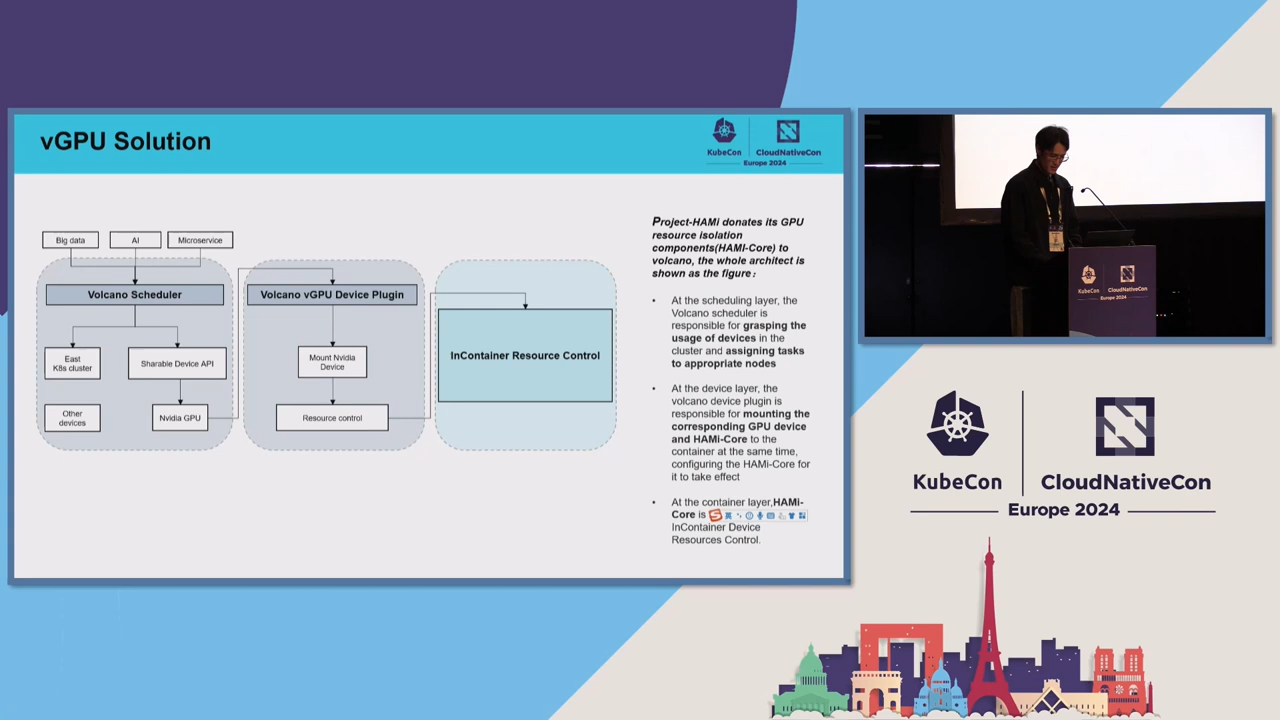 vGPU Solution
KubeCon
CloudNativeCon
Europe 2024
Big data
AI
Microservice
Volcano Scheduler
East
K8s cluster
Sharable Device API
Other
devices
Nvidia GPU
Volcano vGPU Device Plugin
Mount Nvidia
Device
Resource control
InContainer Resource Control
Project-HAMi donates its GPU
resource isolation
components(HAMI-Core) to
volcano, the whole architect is
shown as the figure：
• At the scheduling layer, the
Volcano scheduler is
responsible for grasping the
usage of devices in the
cluster and assigning tasks
to appropriate nodes
• At the device layer, the
volcano device plugin is
responsible for mounting the
corresponding GPU device
and HAMi-Core to the
container at the same time,
configuring the HAMi-Core for
it to take effect
• At the container layer,HAMi-
Core is
InContainer Device
Resources Control.
KubeCon
CloudNativeCon
Europe 2024
KubeCon
CloudNativeCon
Europe 2024